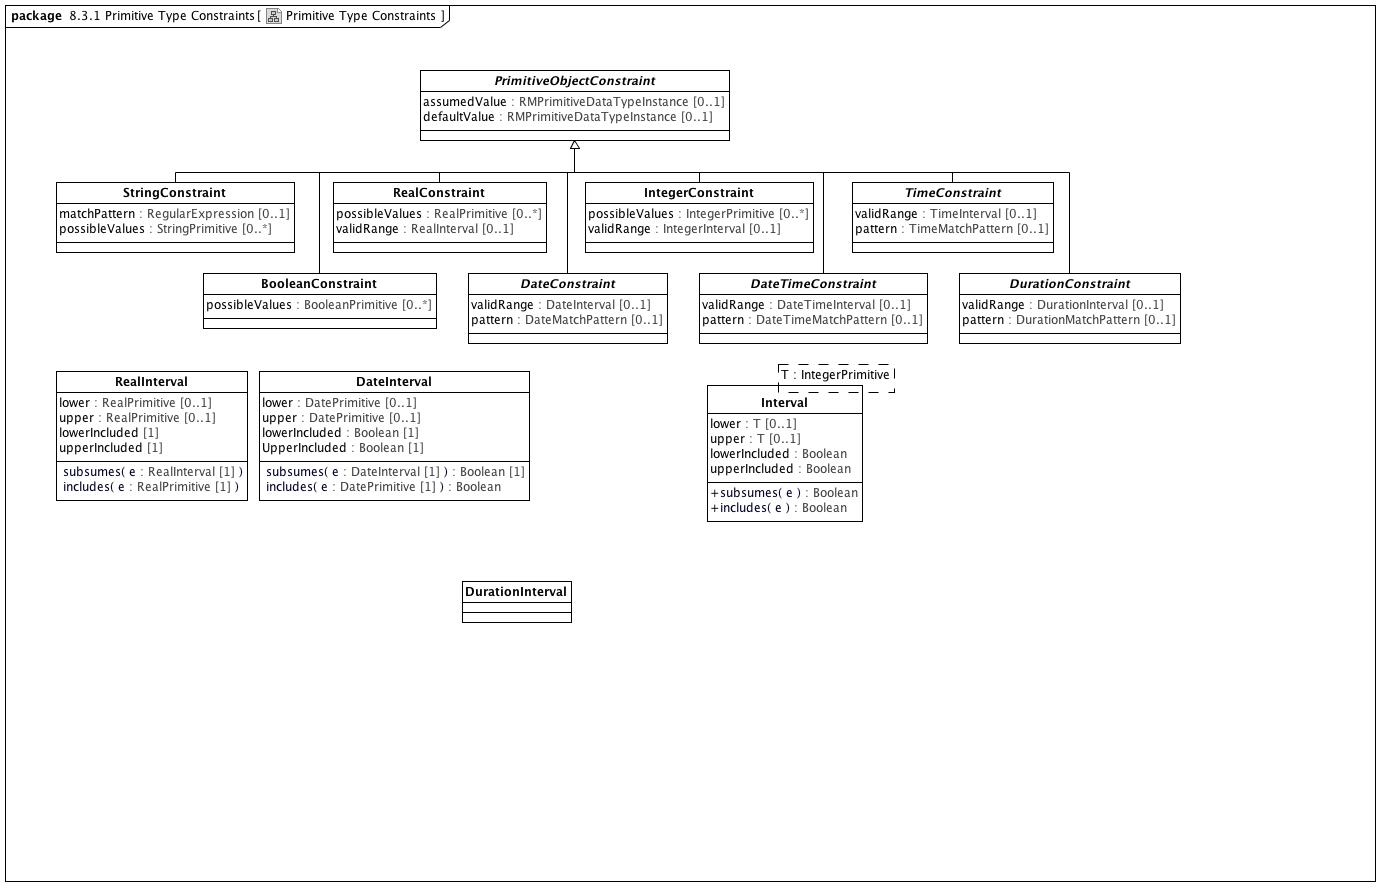 package 8.3.1 Primitive Type Constraints [ Primitive Type Constraints ]
PrimitiveObjectConstraint
assumedValue : RMPrimitiveDataTypeInstance [0..1]
defaultValue : RMPrimitiveDataTypeInstance [0..1]
StringConstraint
matchPattern : RegularExpression [0..1]
possibleValues : StringPrimitive [0..*]
RealConstraint
possibleValues : RealPrimitive [0..*]
validRange : RealInterval [0..1]
IntegerConstraint
possibleValues : IntegerPrimitive [0..*]
validRange : IntegerInterval [0..1]
TimeConstraint
validRange : TimeInterval [0..1]
pattern : TimeMatchPattern [0..1]
BooleanConstraint
possibleValues : BooleanPrimitive [0..*]
DateConstraint
validRange : DateInterval [0..1]
pattern : DateMatchPattern [0..1]
DateTimeConstraint
validRange : DateTimeInterval [0..1]
pattern : DateTimeMatchPattern [0..1]
DurationConstraint
validRange : DurationInterval [0..1]
pattern : DurationMatchPattern [0..1]
RealInterval
lower : RealPrimitive [0..1]
upper : RealPrimitive [0..1]
lowerIncluded [1]
upperIncluded [1]
subsumes( e : RealInterval [1] )
includes( e : RealPrimitive [1] )
DateInterval
lower : DatePrimitive [0..1]
upper : DatePrimitive [0..1]
lowerIncluded : Boolean [1]
UpperIncluded : Boolean [1]
subsumes( e : DateInterval [1] ) : Boolean [1]
includes( e : DatePrimitive [1] ) : Boolean
T : IntegerPrimitive
Interval
lower : T [0..1]
upper : T [0..1]
lowerIncluded : Boolean
upperIncluded : Boolean
+subsumes( e ) : Boolean
+includes( e ) : Boolean
DurationInterval